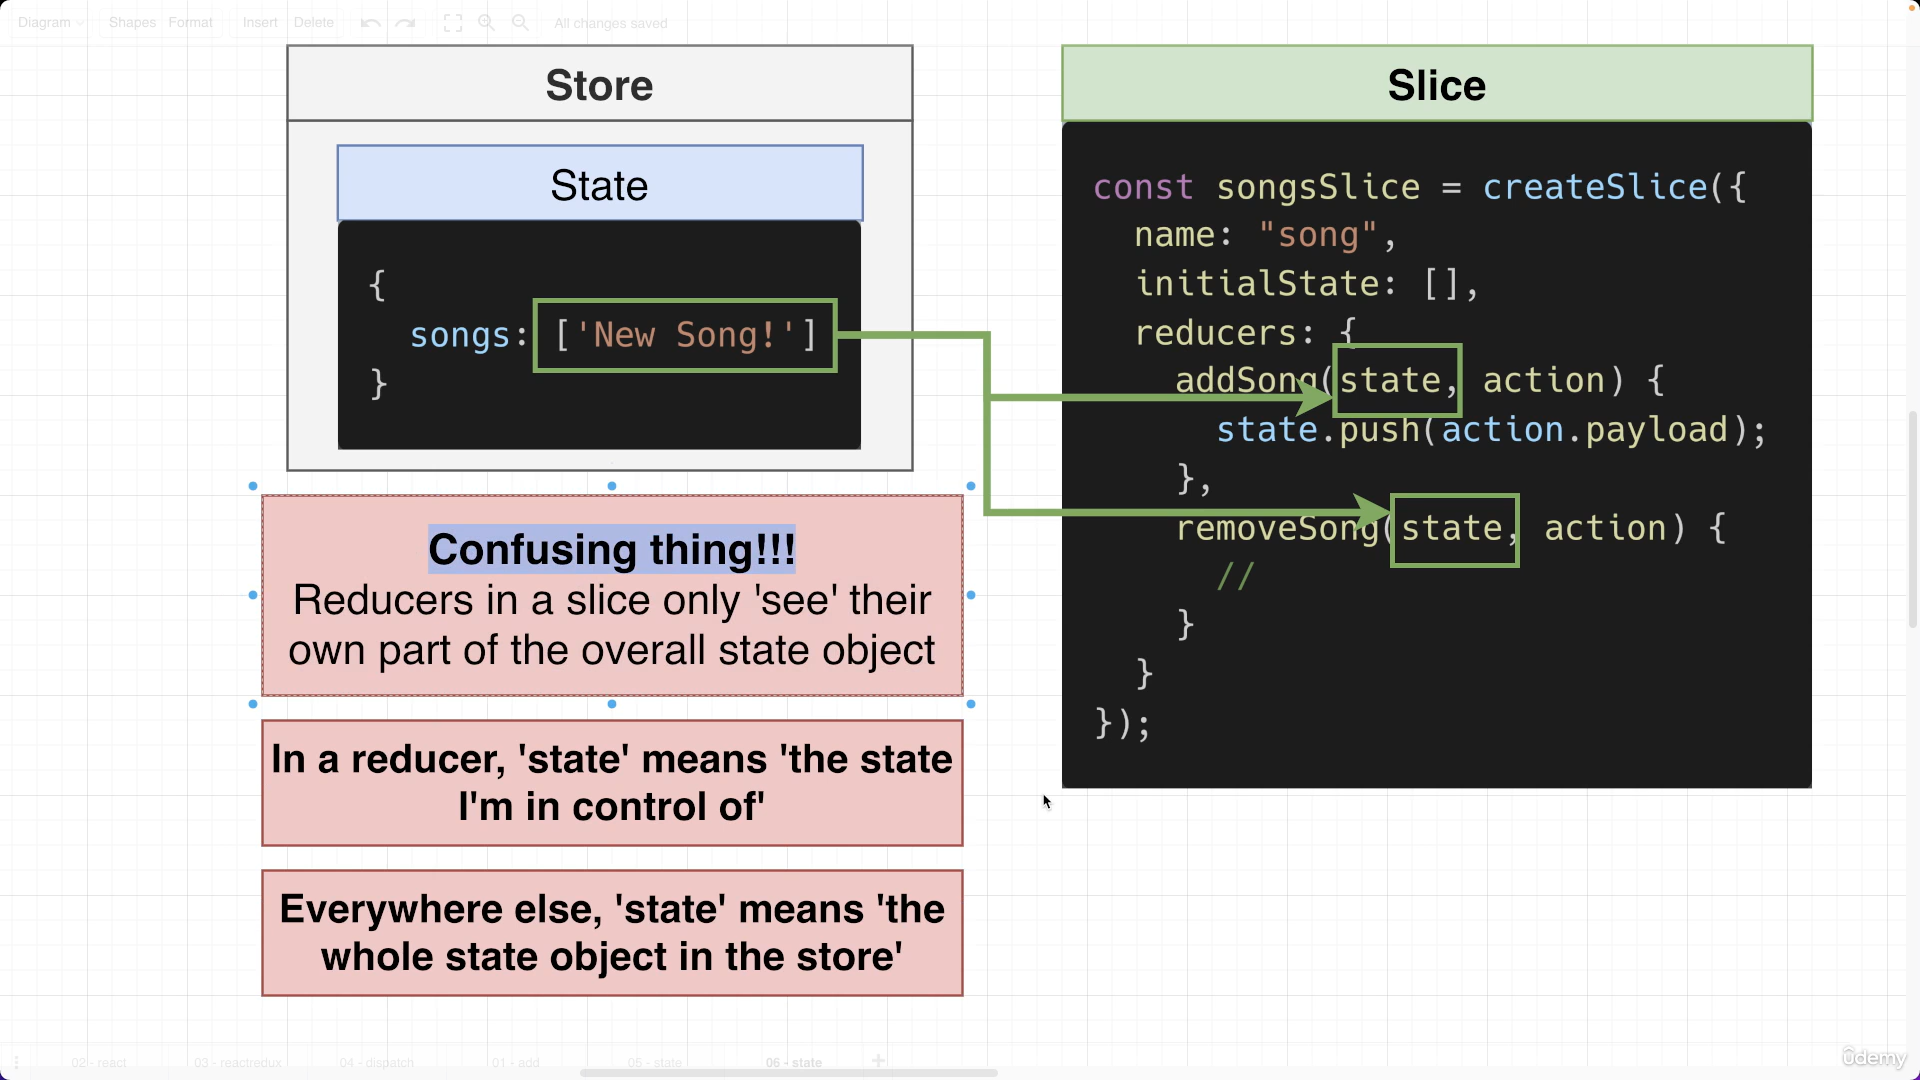 Diagram Shapes Format Insert Delete All changes saved
Store
State
{
songs: ['New Song!']
}
Confusing thing!!!
Reducers in a slice only 'see' their
own part of the overall state object
In a reducer, 'state' means 'the state
I'm in control of'
Everywhere else, 'state' means 'the
whole state object in the store'
Slice
const songsSlice = createSlice({
name: "song",
initialState: [],
reducers: {
addSong(state, action) {
state.push(action.payload);
},
removeSong(state, action) {
//
}
}
});
02 - react 03 - reactredux 04 - dispatch 01 - add 05 - state 06 - state
ûdemy